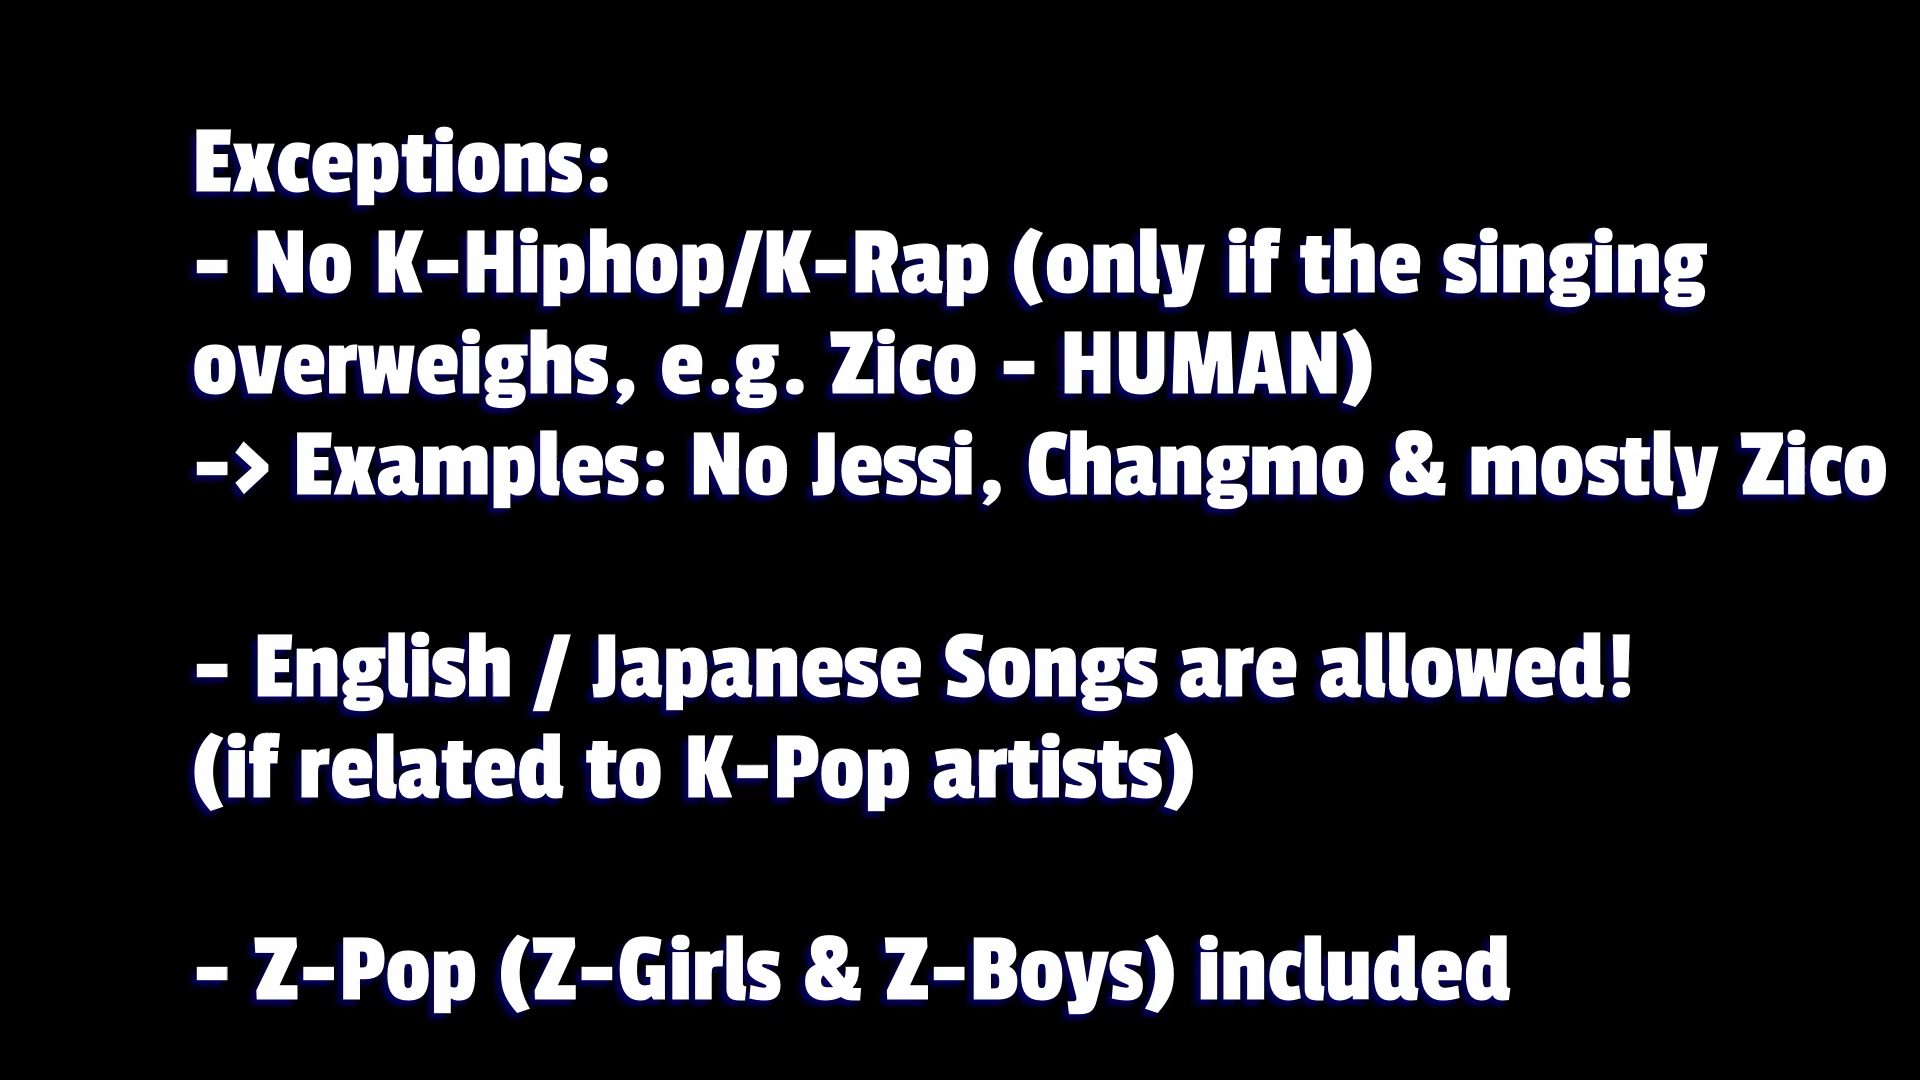 Exceptions:
- No K-Hiphop/K-Rap (only if the singing
overweighs, e.g. Zico - HUMAN)
-> Examples: No Jessi, Changmo & mostly Zico
- English / Japanese Songs are allowed!
(if related to K-Pop artists)
- Z-Pop (Z-Girls & Z-Boys) included